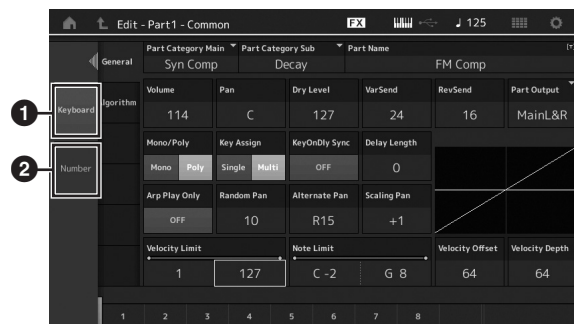 Edit - Part1 - Common FX 125
Part Category Main Part Category Sub Part Name
Syn Comp Decay FM Comp
General
Algorithm
1 Keyboard
2 Number
Volume Pan Dry Level VarSend RevSend Part Output
114 C 127 24 16 MainL&R
Mono/Poly Key Assign KeyOnDly Sync Delay Length
Mono Poly Single Multi OFF 0
Arp Play Only Random Pan Alternate Pan Scaling Pan
OFF 10 R15 +1
Velocity Limit Note Limit Velocity Offset Velocity Depth
1 127 C -2 G 8 64 64
1 2 3 4 5 6 7 8